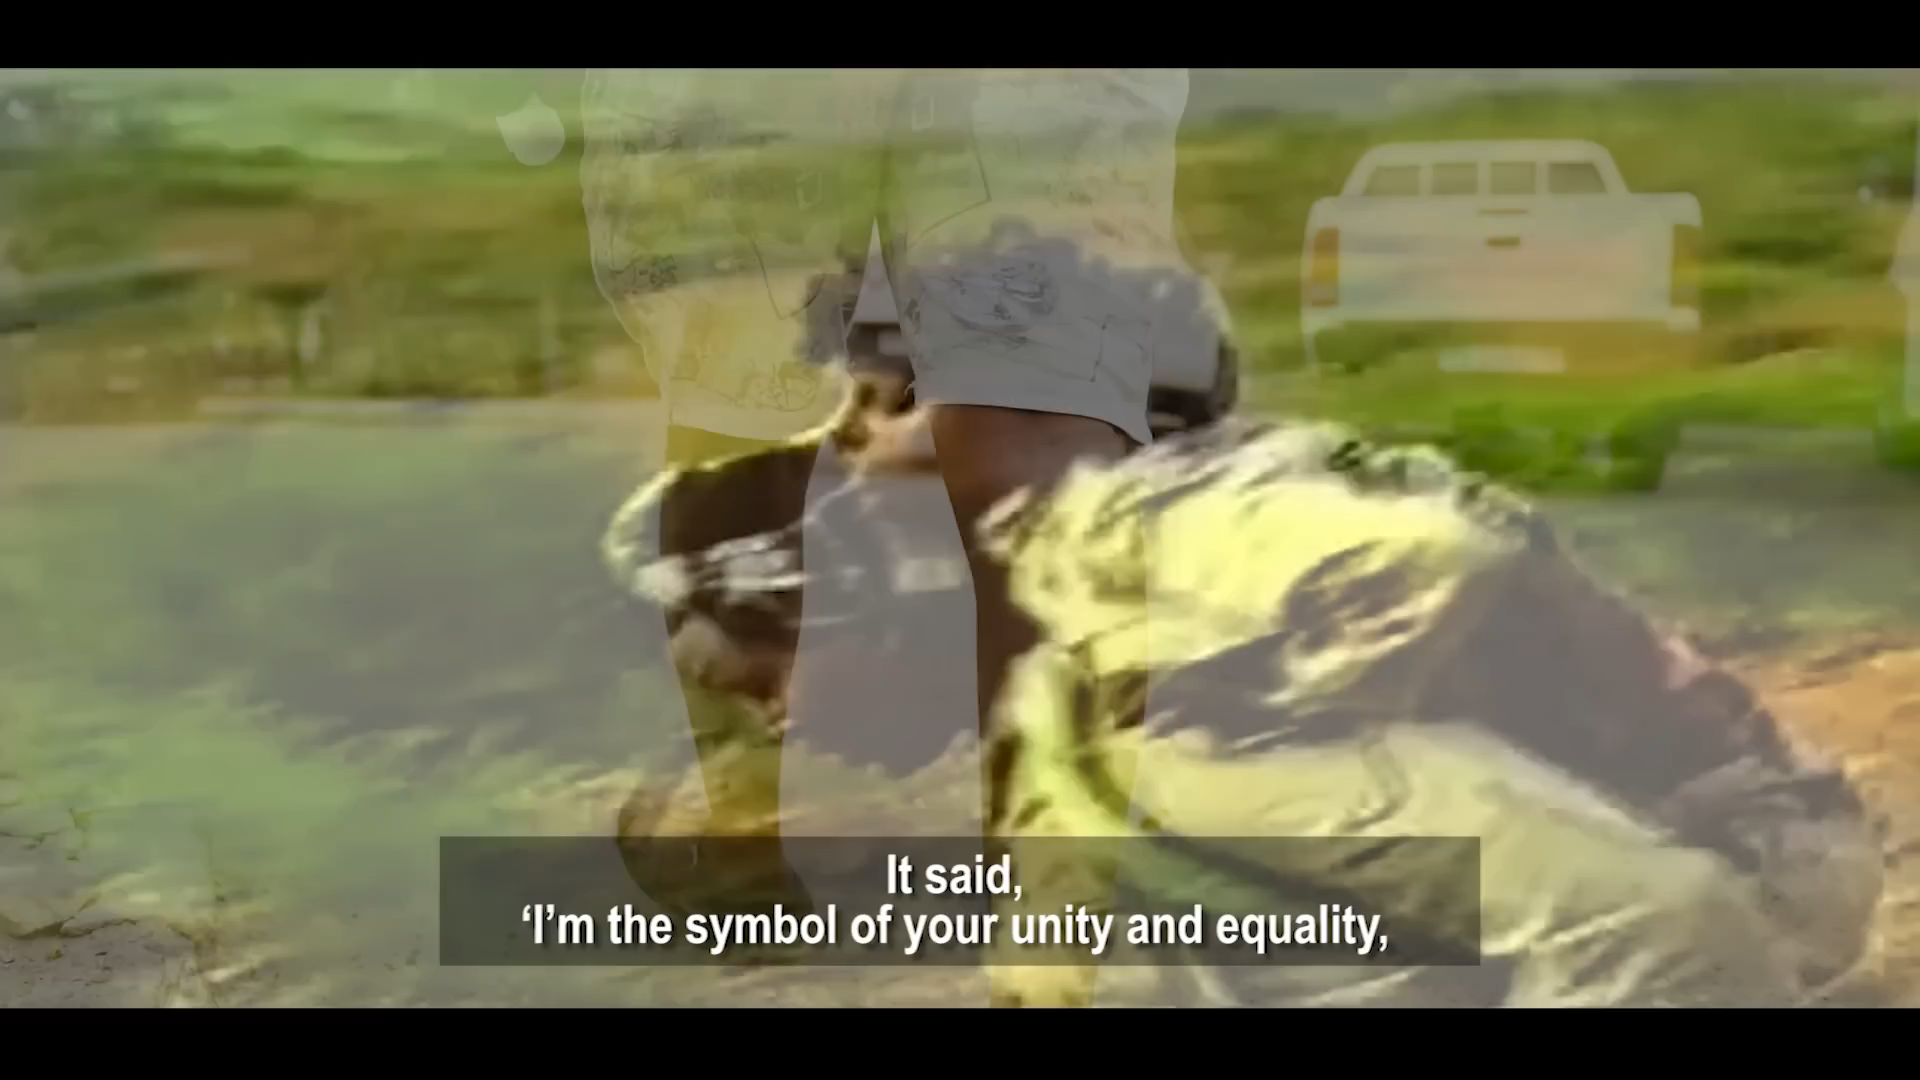 It said,
‘I’m the symbol of your unity and equality,